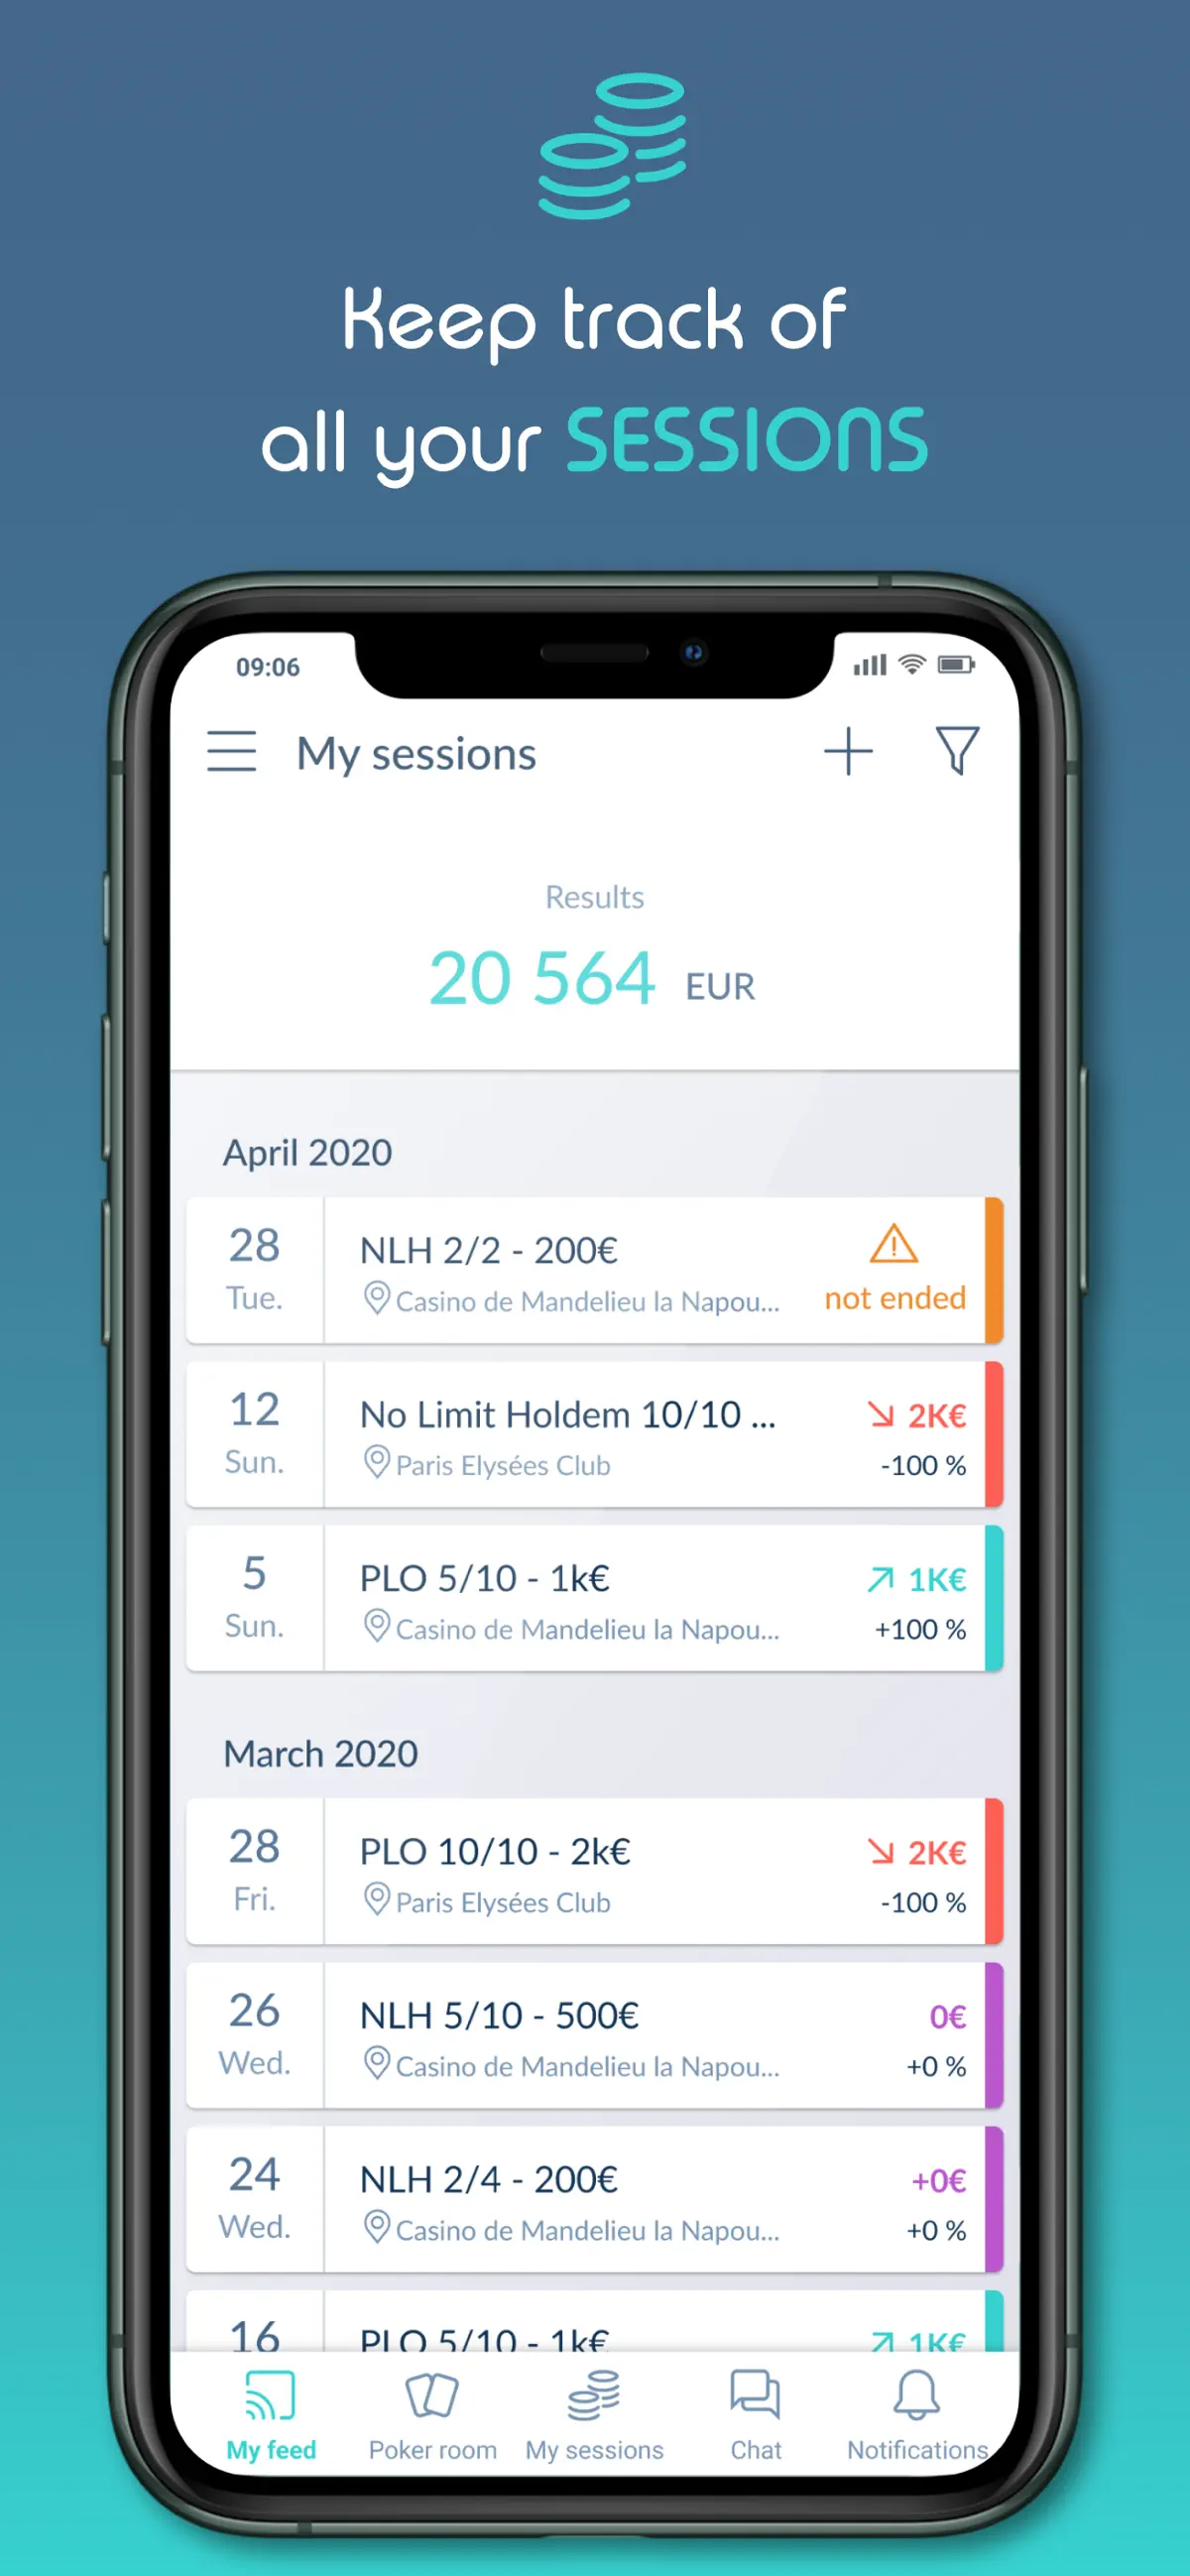 Keep track of
all your SESSIONS
09:06
My sessions
Results
20 564 EUR
April 2020
28
Tue.
NLH 2/2 - 200€
Casino de Mandelieu la Napou...
not ended
12
Sun.
No Limit Holdem 10/10 ...
Paris Elysées Club
2K€
-100 %
5
Sun.
PLO 5/10 - 1k€
Casino de Mandelieu la Napou...
1K€
+100 %
March 2020
28
Fri.
PLO 10/10 - 2k€
Paris Elysées Club
2K€
-100 %
26
Wed.
NLH 5/10 - 500€
Casino de Mandelieu la Napou...
0€
+0 %
24
Wed.
NLH 2/4 - 200€
Casino de Mandelieu la Napou...
+0€
+0 %
16
PLO 5/10 - 1k€
1K€
My feed
Poker room
My sessions
Chat
Notifications